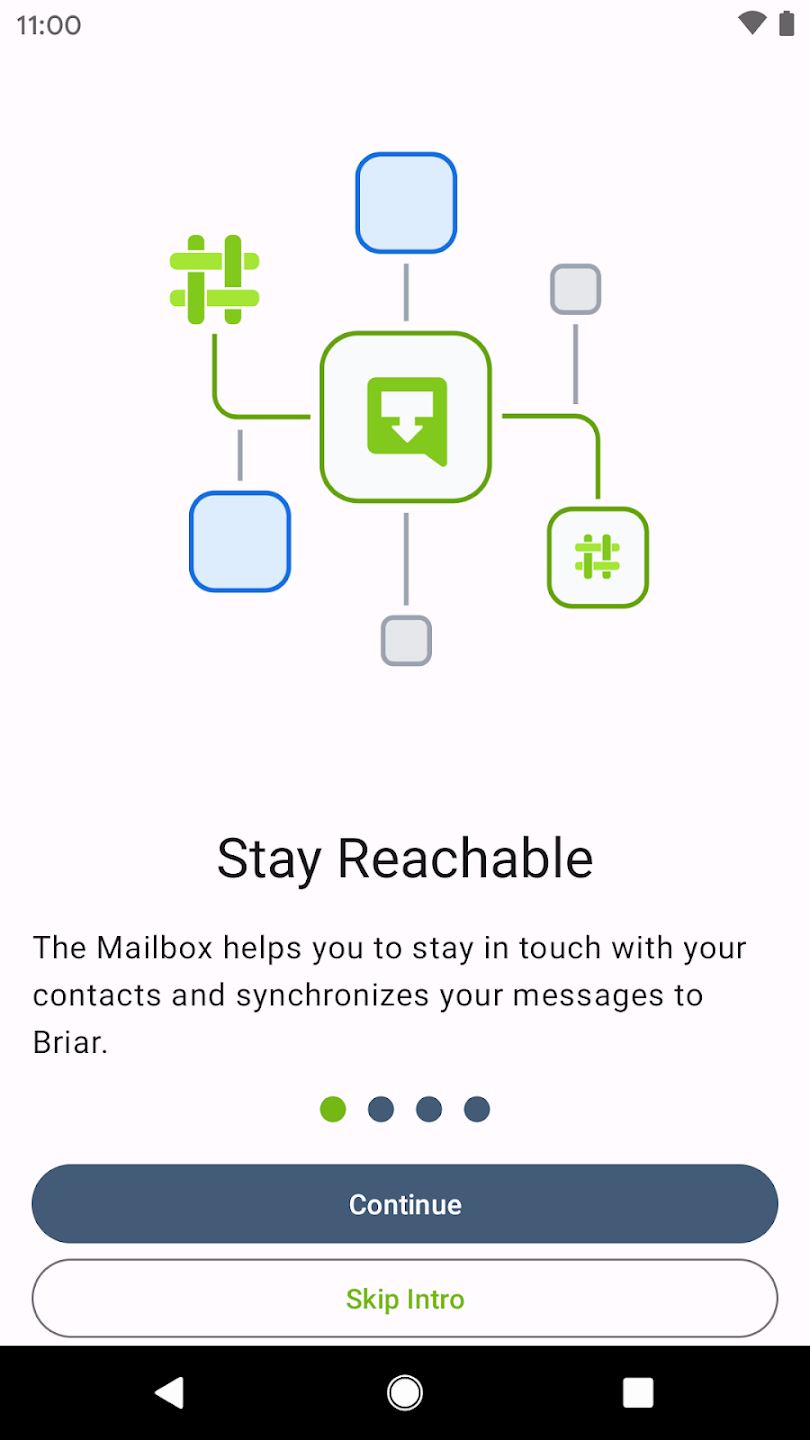 11:00
Stay Reachable
The Mailbox helps you to stay in touch with your
contacts and synchronizes your messages to
Briar.
Continue
Skip Intro